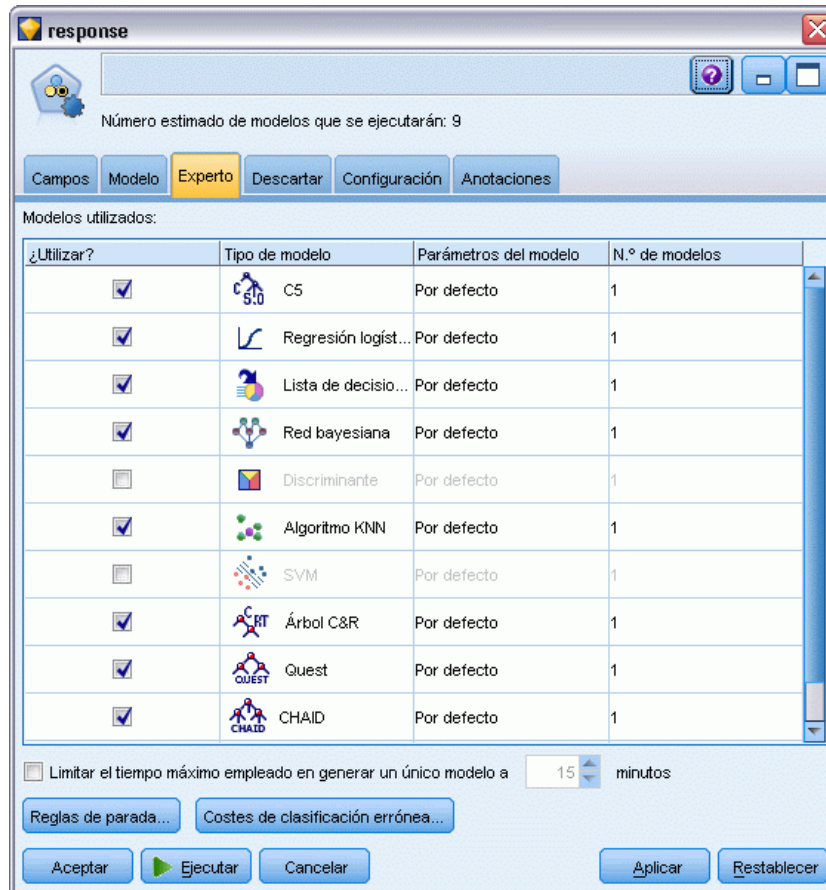 response
Número estimado de modelos que se ejecutarán: 9
Campos Modelo Experto Descartar Configuración Anotaciones
Modelos utilizados:
¿Utilizar? Tipo de modelo Parámetros del modelo N.º de modelos
C5.0 C5 Por defecto 1
Regresión logíst... Por defecto 1
Lista de decisio... Por defecto 1
Red bayesiana Por defecto 1
Discriminante Por defecto 1
Algoritmo KNN Por defecto 1
SVM Por defecto 1
C RT Árbol C&R Por defecto 1
QUEST Quest Por defecto 1
CHAID CHAID Por defecto 1
Limitar el tiempo máximo empleado en generar un único modelo a 15 minutos
Reglas de parada... Costes de clasificación errónea...
Aceptar Ejecutar Cancelar Aplicar Restablecer